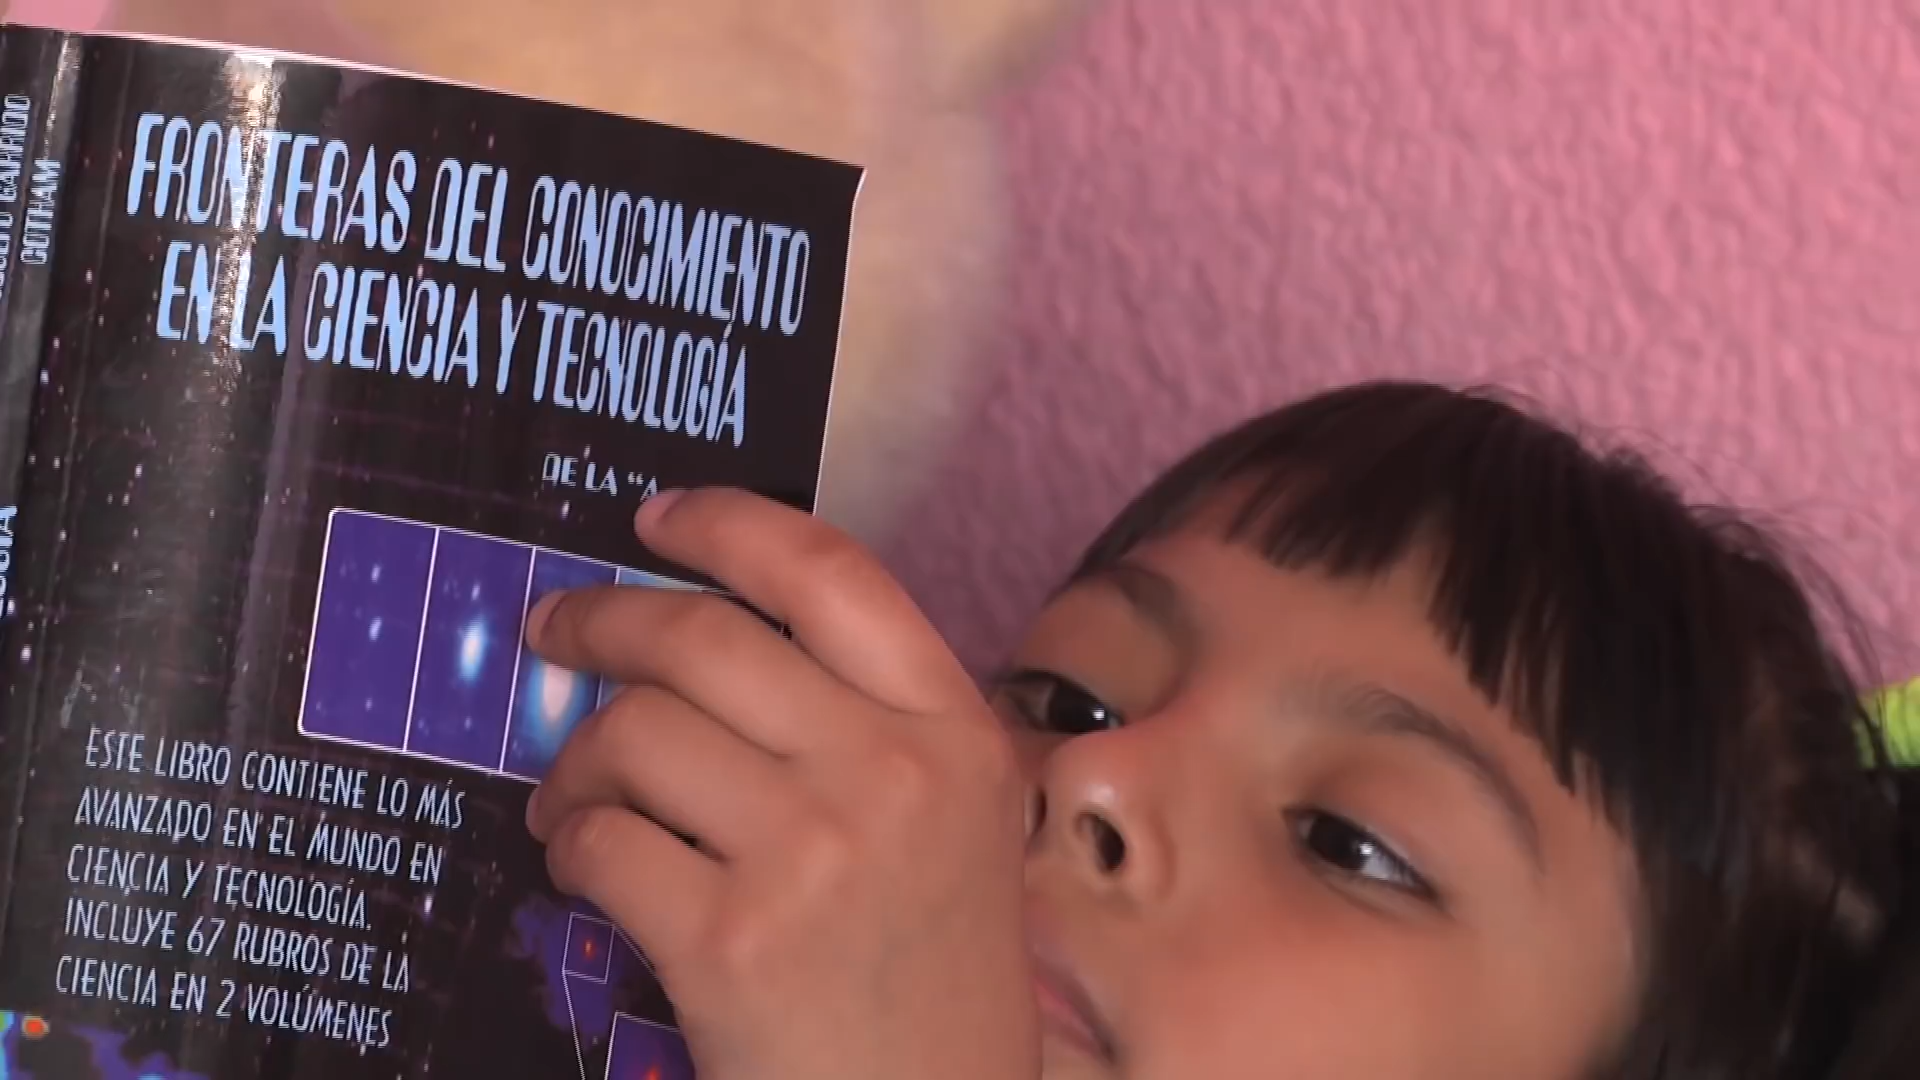 GOTHAM
FRONTERAS DEL CONOCIMIENTO
EN LA CIENCIA Y TECNOLOGÍA
DE LA “A
ESTE LIBRO CONTIENE LO MÁS
AVANZADO EN EL MUNDO EN
CIENCIA Y TECNOLOGÍA.
INCLUYE 67 RUBROS DE LA
CIENCIA EN 2 VOLÚMENES